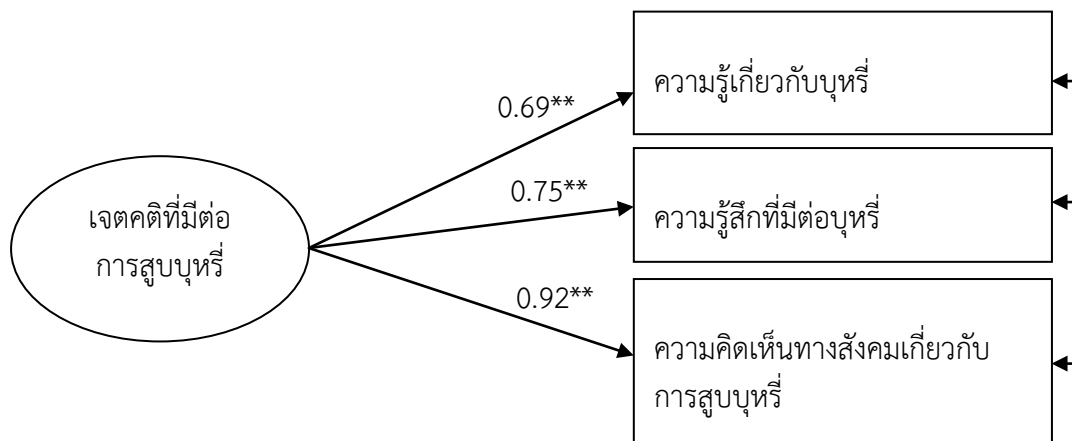 ความรู้เกี่ยวกับบุหรี่
0.69**
0.75**
ความรู้สึกที่มีต่อบุหรี่
เจตคติที่มีต่อ
การสูบบุหรี่
0.92**
ความคิดเห็นทางสังคมเกี่ยวกับ
การสูบบุหรี่